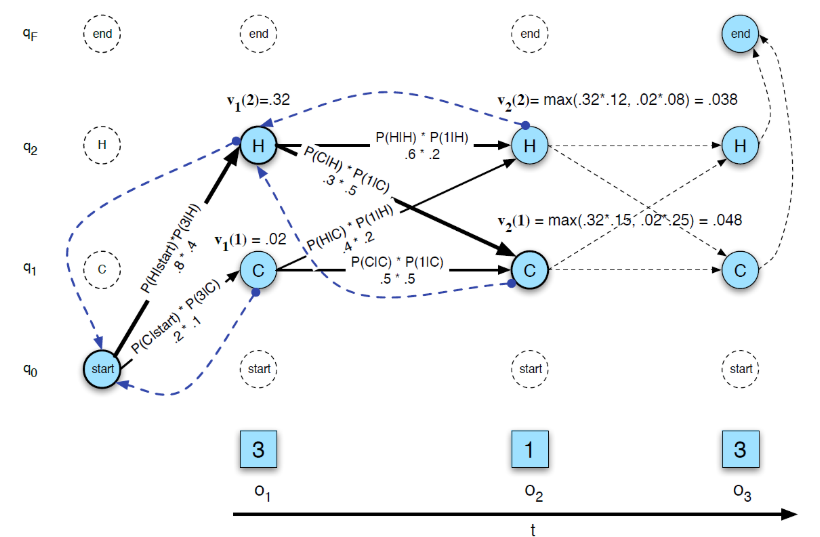 qF end end end end
v1(2)=.32 v2(2)= max(.32*.12, .02*.08) = .038
q2 H H P(H|H) * P(1|H) H H
.6 * .2
P(C|H) * P(1|C)
.3 * .5
P(H|C) * P(1|H)
.4 * .2
v1(1) = .02 v2(1) = max(.32*.15, .02*.25) = .048
q1 C C P(C|C) * P(1|C) C C
.5 * .5
P(H|start)*P(3|H)
.8 * .4
P(C|start) * P(3|C)
.2 * .1
q0 start start start start
3 1 3
o1 o2 o3
t